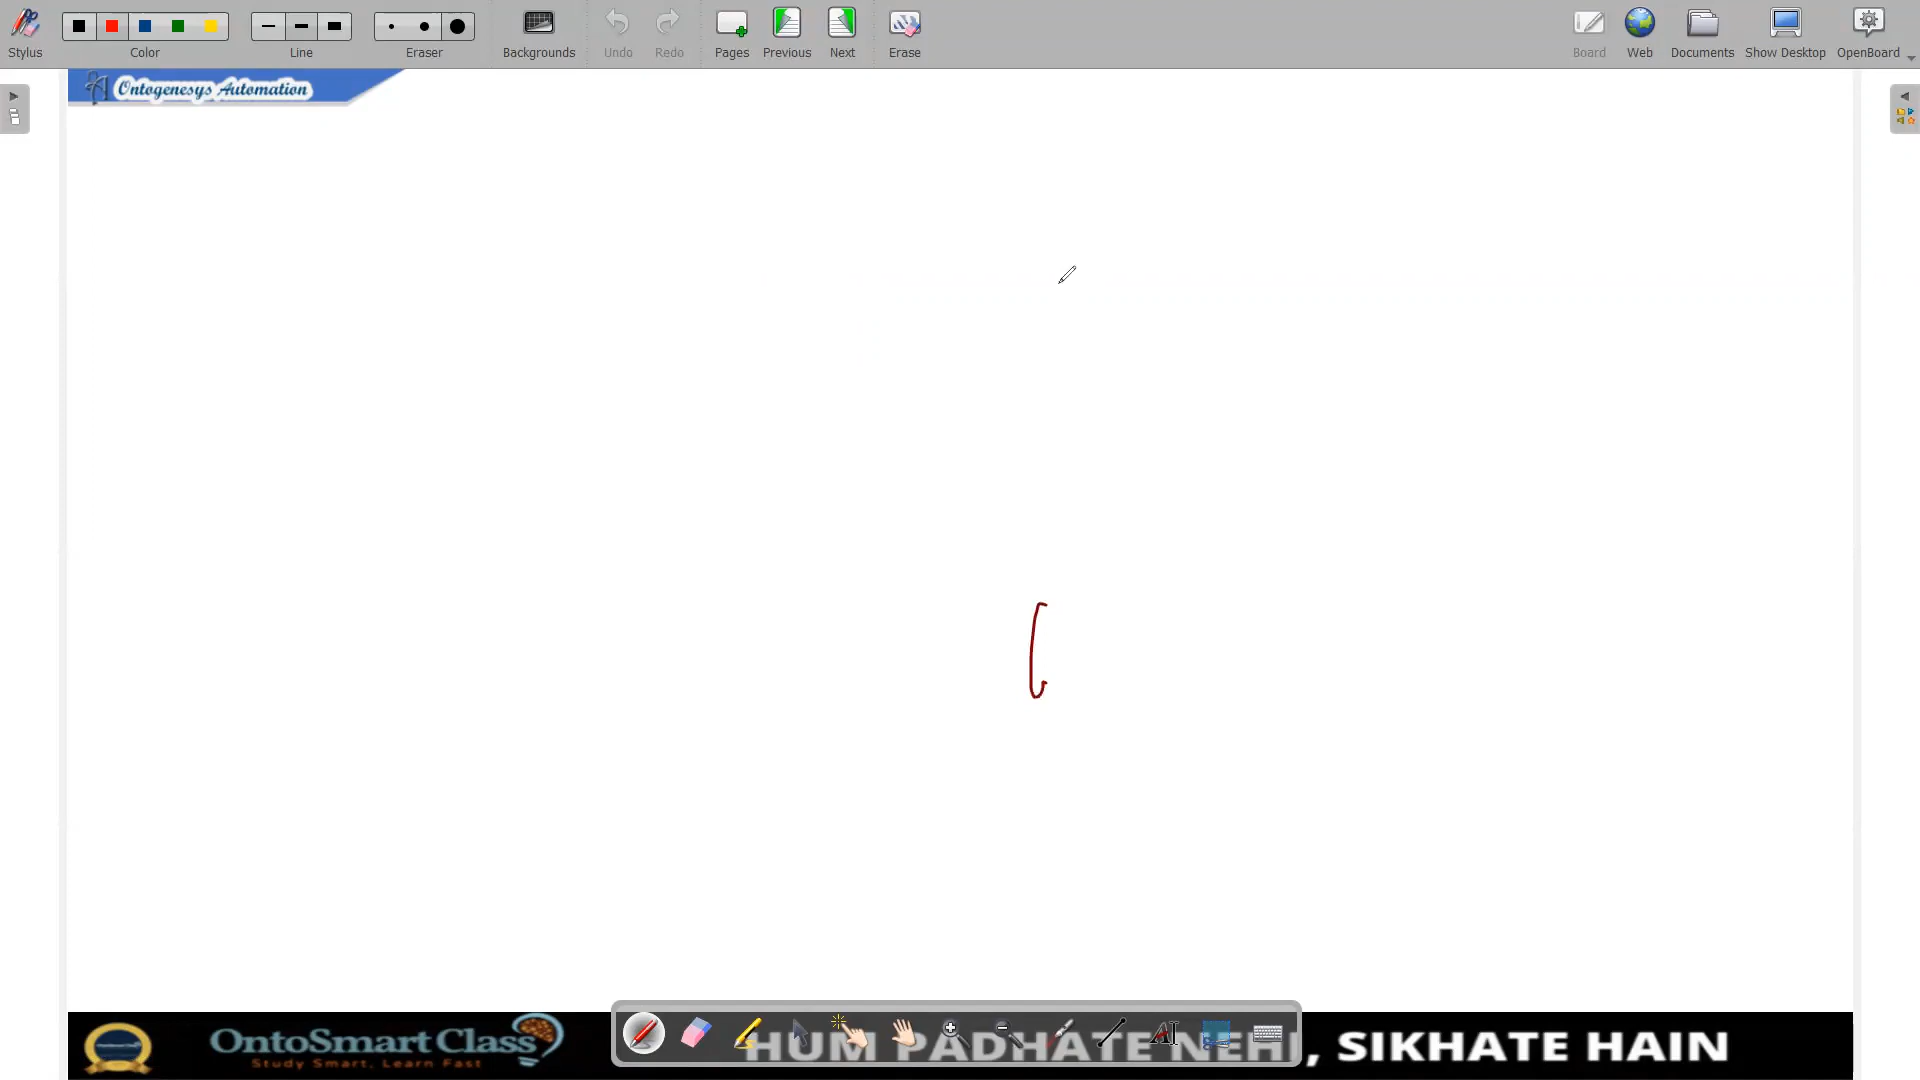 Stylus Color Line Eraser Backgrounds Undo Redo Pages Previous Next Erase Board Web Documents Show Desktop OpenBoard
Ontogenesys Automation
OntoSmart Class
Study Smart, Learn Fast
HUM PADHATE NEHI, SIKHATE HAIN